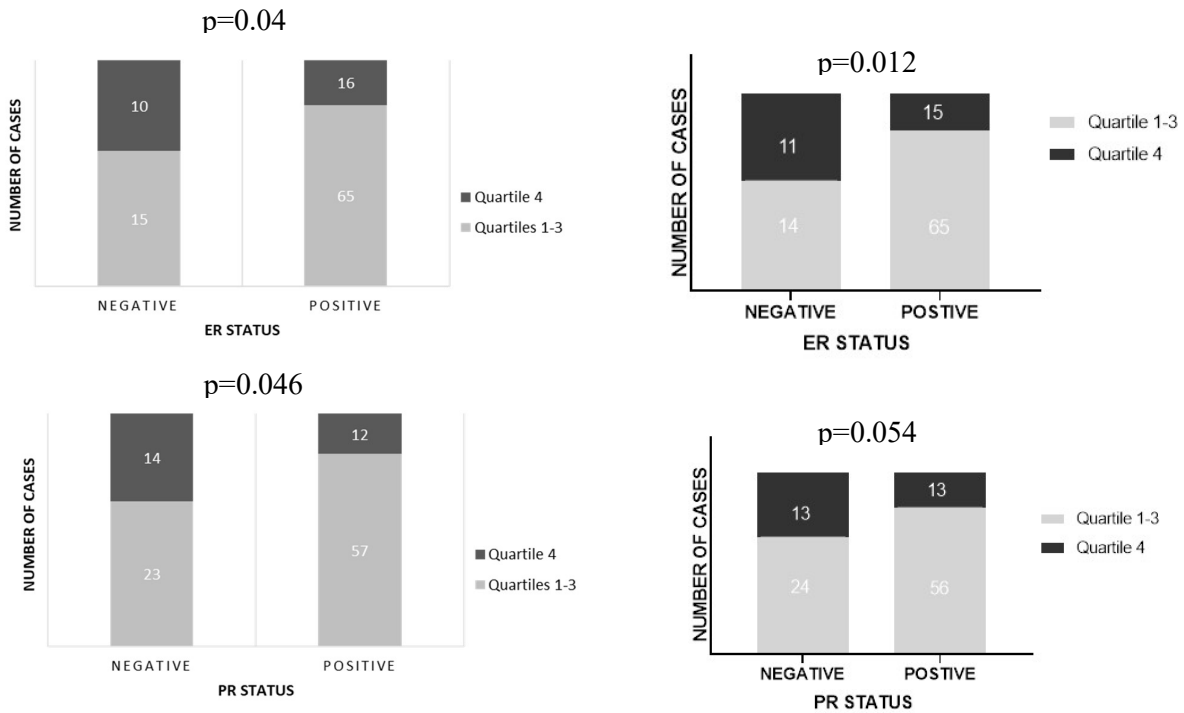 p=0.04
NUMBER OF CASES
10
16
15
65
Quartile 4
Quartiles 1-3
NEGATIVE
POSITIVE
ER STATUS
p=0.012
NUMBER OF CASES
11
15
14
65
Quartile 1-3
Quartile 4
NEGATIVE
POSTIVE
ER STATUS
p=0.046
NUMBER OF CASES
14
12
23
57
Quartile 4
Quartiles 1-3
NEGATIVE
POSITIVE
PR STATUS
p=0.054
NUMBER OF CASES
13
13
24
56
Quartile 1-3
Quartile 4
NEGATIVE
POSTIVE
PR STATUS